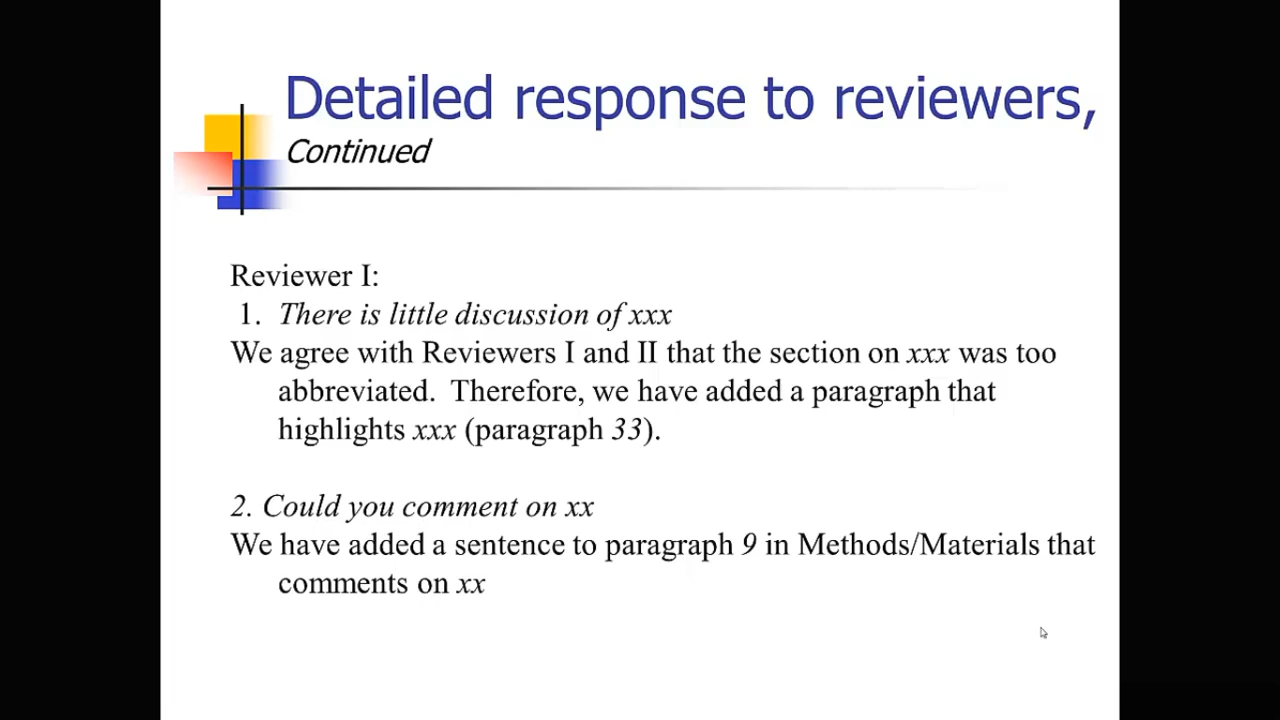 Detailed response to reviewers,
Continued
Reviewer I:
1. There is little discussion of xxx
We agree with Reviewers I and II that the section on xxx was too
abbreviated. Therefore, we have added a paragraph that
highlights xxx (paragraph 33).
2. Could you comment on xx
We have added a sentence to paragraph 9 in Methods/Materials that
comments on xx